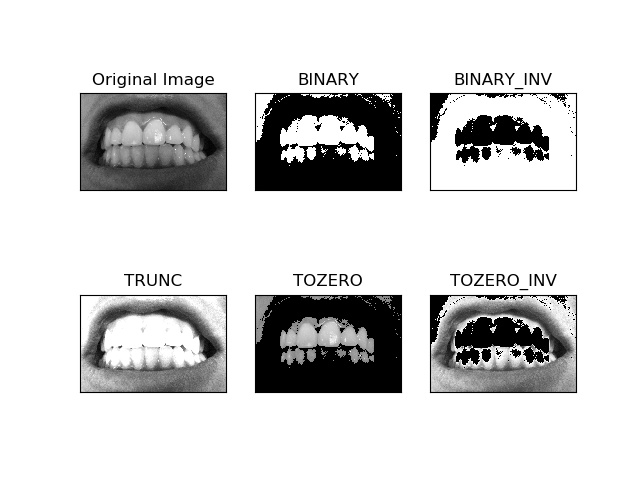 Original Image
BINARY
BINARY_INV
TRUNC
TOZERO
TOZERO_INV